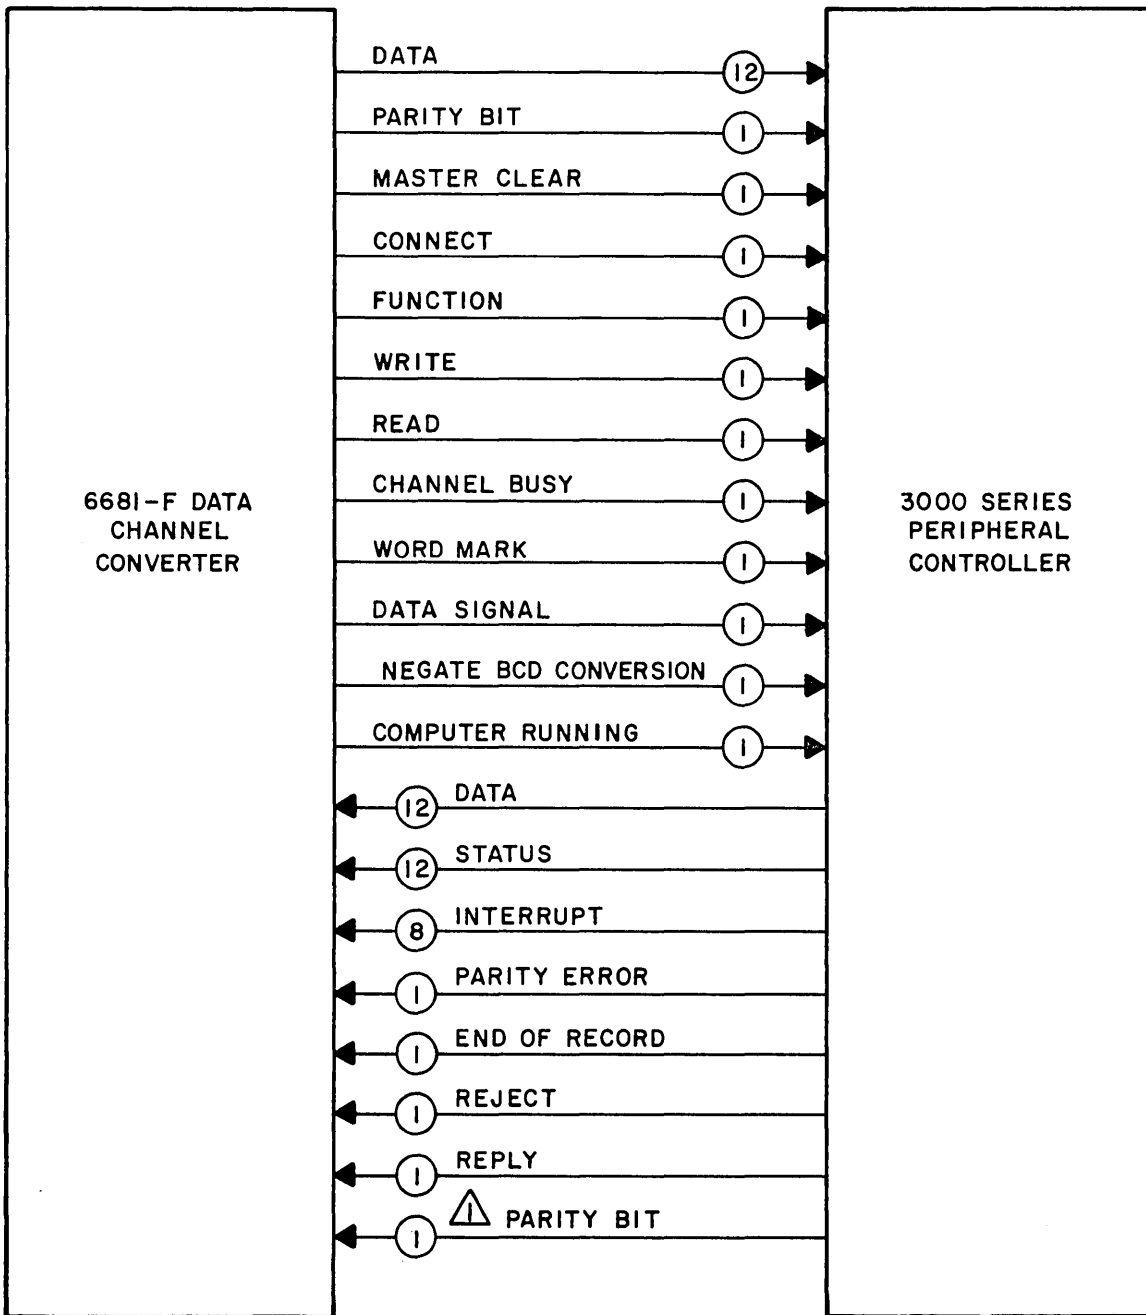 DATA
12
PARITY BIT
1
MASTER CLEAR
1
CONNECT
1
FUNCTION
1
WRITE
1
READ
1
CHANNEL BUSY
1
WORD MARK
1
DATA SIGNAL
1
NEGATE BCD CONVERSION
1
COMPUTER RUNNING
1
6681-F DATA
CHANNEL
CONVERTER
3000 SERIES
PERIPHERAL
CONTROLLER
12 DATA
12 STATUS
8 INTERRUPT
1 PARITY ERROR
1 END OF RECORD
1 REJECT
1 REPLY
1 1 PARITY BIT